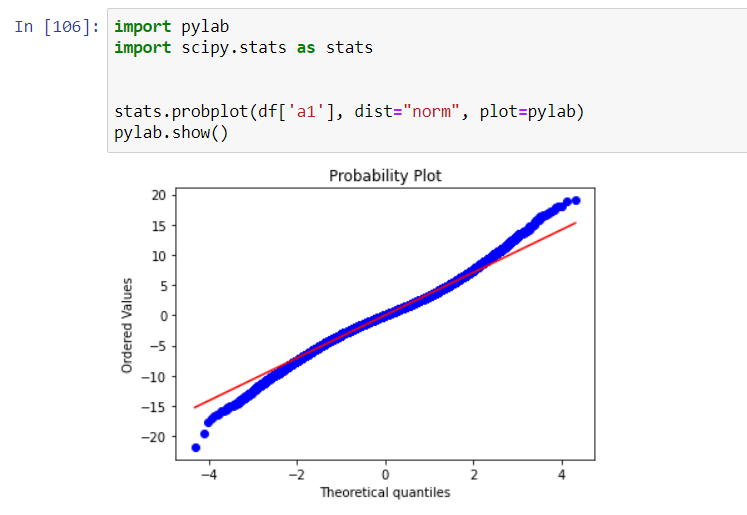 In [106]: import pylab
import scipy.stats as stats
stats.probplot(df['a1'], dist="norm", plot=pylab)
pylab.show()
Probability Plot
20
15
10
5
0
−5
−10
−15
−20
Ordered Values
−4 −2 0 2 4
Theoretical quantiles